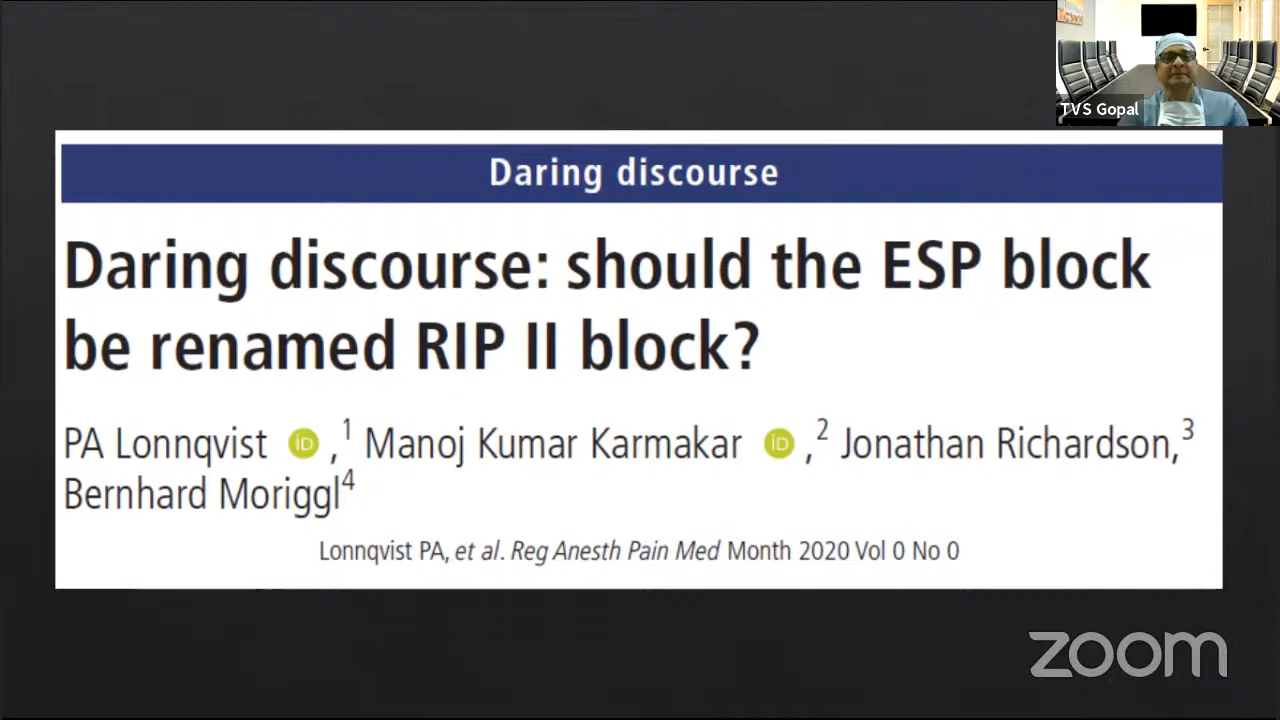 TVS Gopal
Daring discourse
Daring discourse: should the ESP block
be renamed RIP II block?
PA Lonnqvist iD ,1 Manoj Kumar Karmakar iD ,2 Jonathan Richardson,3
Bernhard Moriggl4
Lonnqvist PA, et al. Reg Anesth Pain Med Month 2020 Vol 0 No 0
zoom